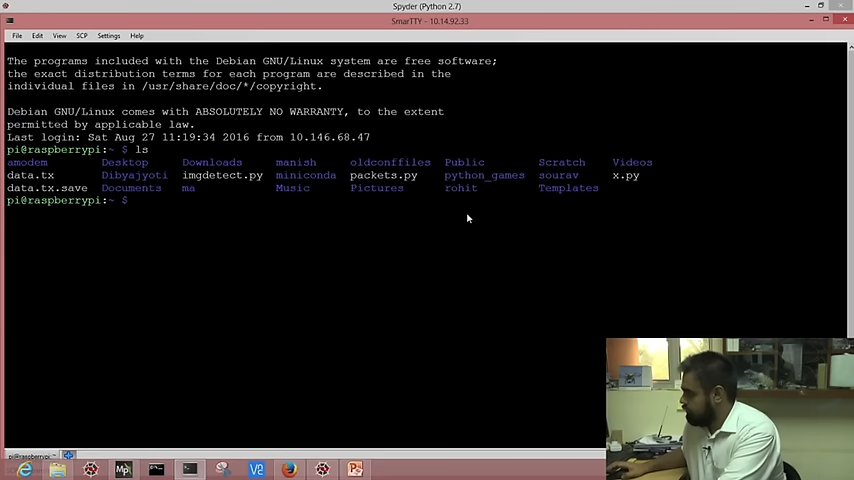 Spyder (Python 2.7)
SmarTTY - 10.14.92.33
File Edit View SCP Settings Help
The programs included with the Debian GNU/Linux system are free software;
the exact distribution terms for each program are described in the
individual files in /usr/share/doc/*/copyright.
Debian GNU/Linux comes with ABSOLUTELY NO WARRANTY, to the extent
permitted by applicable law.
Last login: Sat Aug 27 11:19:34 2016 from 10.146.68.47
pi@raspberrypi:~ $ ls
amodem Desktop Downloads manish oldconffiles Public Scratch Videos
data.tx Dibyajyoti imgdetect.py miniconda packets.py python_games sourav x.py
data.tx.save Documents ma Music Pictures rohit Templates
pi@raspberrypi:~ $
pi@raspberrypi: ~
Mp V2 P